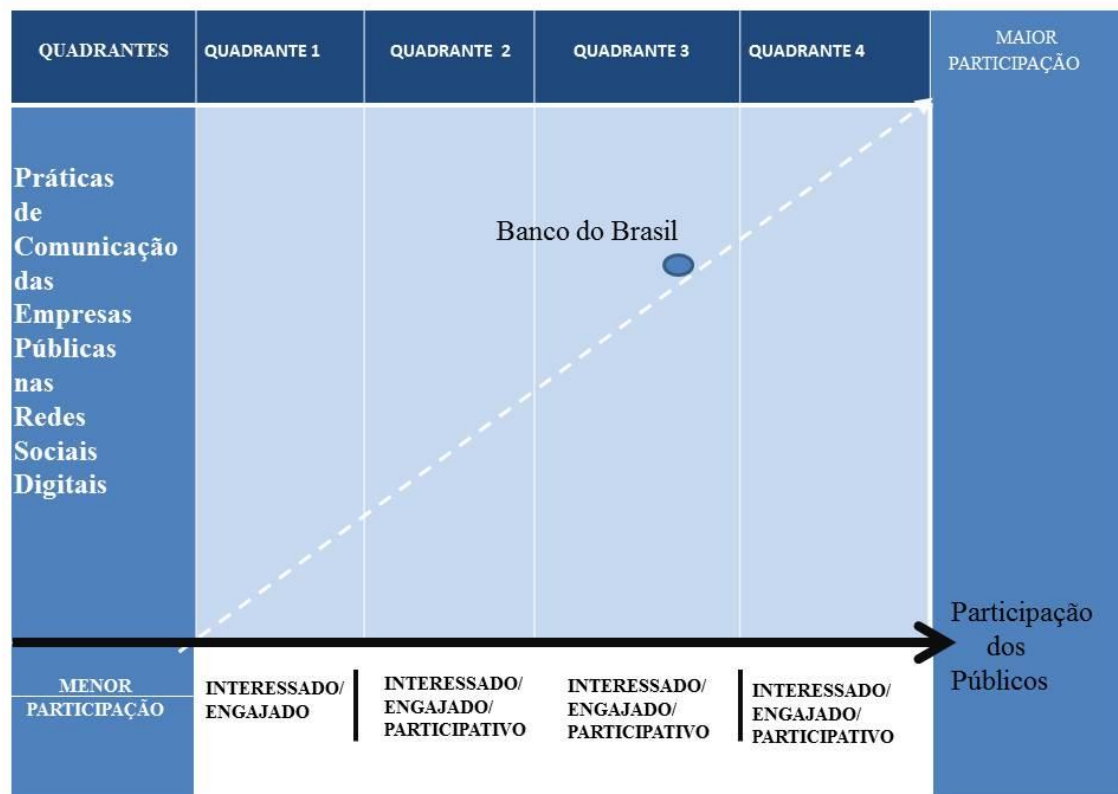 QUADRANTES
QUADRANTE 1
QUADRANTE 2
QUADRANTE 3
QUADRANTE 4
MAIOR
PARTICIPAÇÃO
Práticas
de
Comunicação
das
Empresas
Públicas
nas
Redes
Sociais
Digitais
Banco do Brasil
Participação
dos
Públicos
MENOR
PARTICIPAÇÃO
INTERESSADO/
ENGAJADO
INTERESSADO/
ENGAJADO/
PARTICIPATIVO
INTERESSADO/
ENGAJADO/
PARTICIPATIVO
INTERESSADO/
ENGAJADO/
PARTICIPATIVO